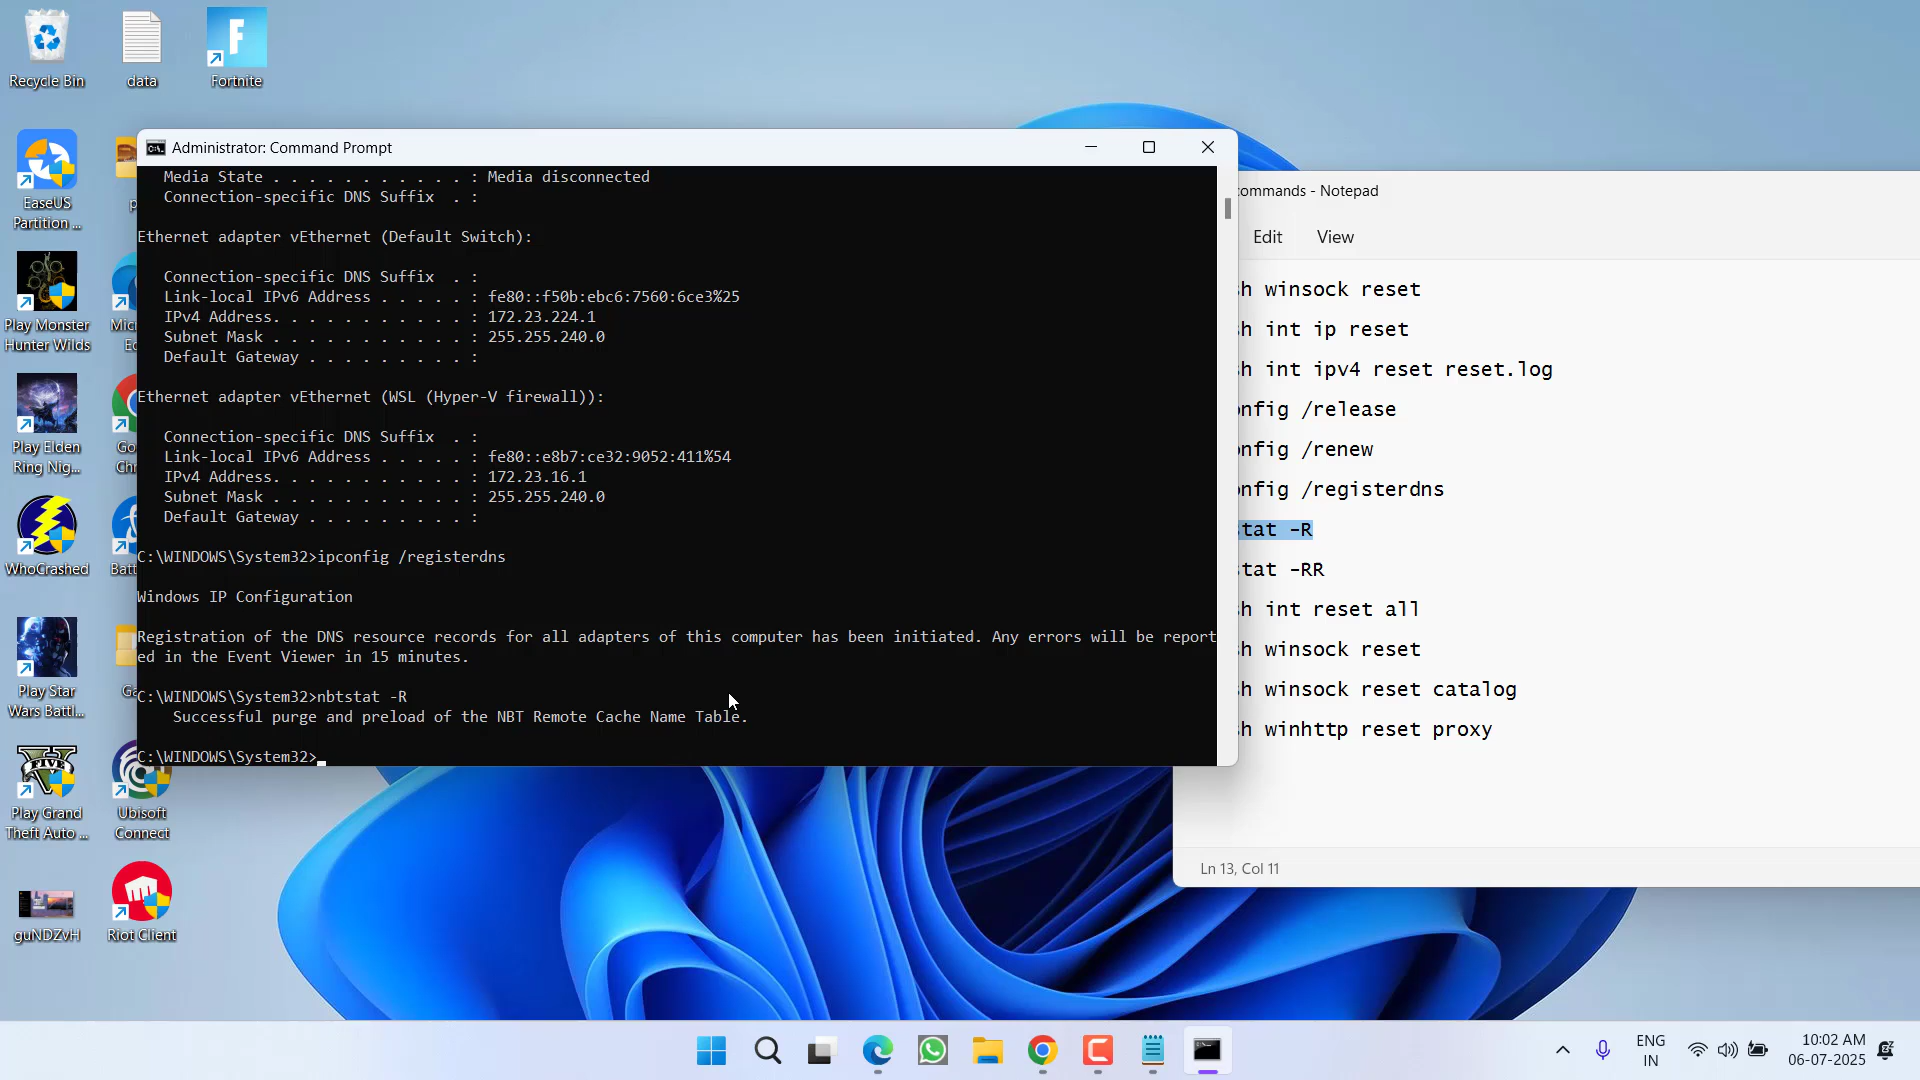 Recycle Bin
data
Fortnite
EaseUS
Partition ...
Play Monster
Hunter Wilds
Play Elden
Ring Nig...
WhoCrashed
Play Star
Wars Battl...
Play Grand
Theft Auto ...
Ubisoft
Connect
guNDZvH
Riot Client
Administrator: Command Prompt
Media State . . . . . . . . . . . : Media disconnected
Connection-specific DNS Suffix  . :
Ethernet adapter vEthernet (Default Switch):
Connection-specific DNS Suffix  . :
Link-local IPv6 Address . . . . . : fe80::f50b:ebc6:7560:6ce3%25
IPv4 Address. . . . . . . . . . . : 172.23.224.1
Subnet Mask . . . . . . . . . . . : 255.255.240.0
Default Gateway . . . . . . . . . :
Ethernet adapter vEthernet (WSL (Hyper-V firewall)):
Connection-specific DNS Suffix  . :
Link-local IPv6 Address . . . . . : fe80::e8b7:ce32:9052:411%54
IPv4 Address. . . . . . . . . . . : 172.23.16.1
Subnet Mask . . . . . . . . . . . : 255.255.240.0
Default Gateway . . . . . . . . . :
C:\WINDOWS\System32>ipconfig /registerdns
Windows IP Configuration
Registration of the DNS resource records for all adapters of this computer has been initiated. Any errors will be report
ed in the Event Viewer in 15 minutes.
C:\WINDOWS\System32>nbtstat -R
Successful purge and preload of the NBT Remote Cache Name Table.
C:\WINDOWS\System32>
commands - Notepad
Edit View
h winsock reset
h int ip reset
h int ipv4 reset reset.log
nfig /release
nfig /renew
nfig /registerdns
tat -R
tat -RR
h int reset all
h winsock reset
h winsock reset catalog
h winhttp reset proxy
Ln 13, Col 11
ENG
IN
10:02 AM
06-07-2025